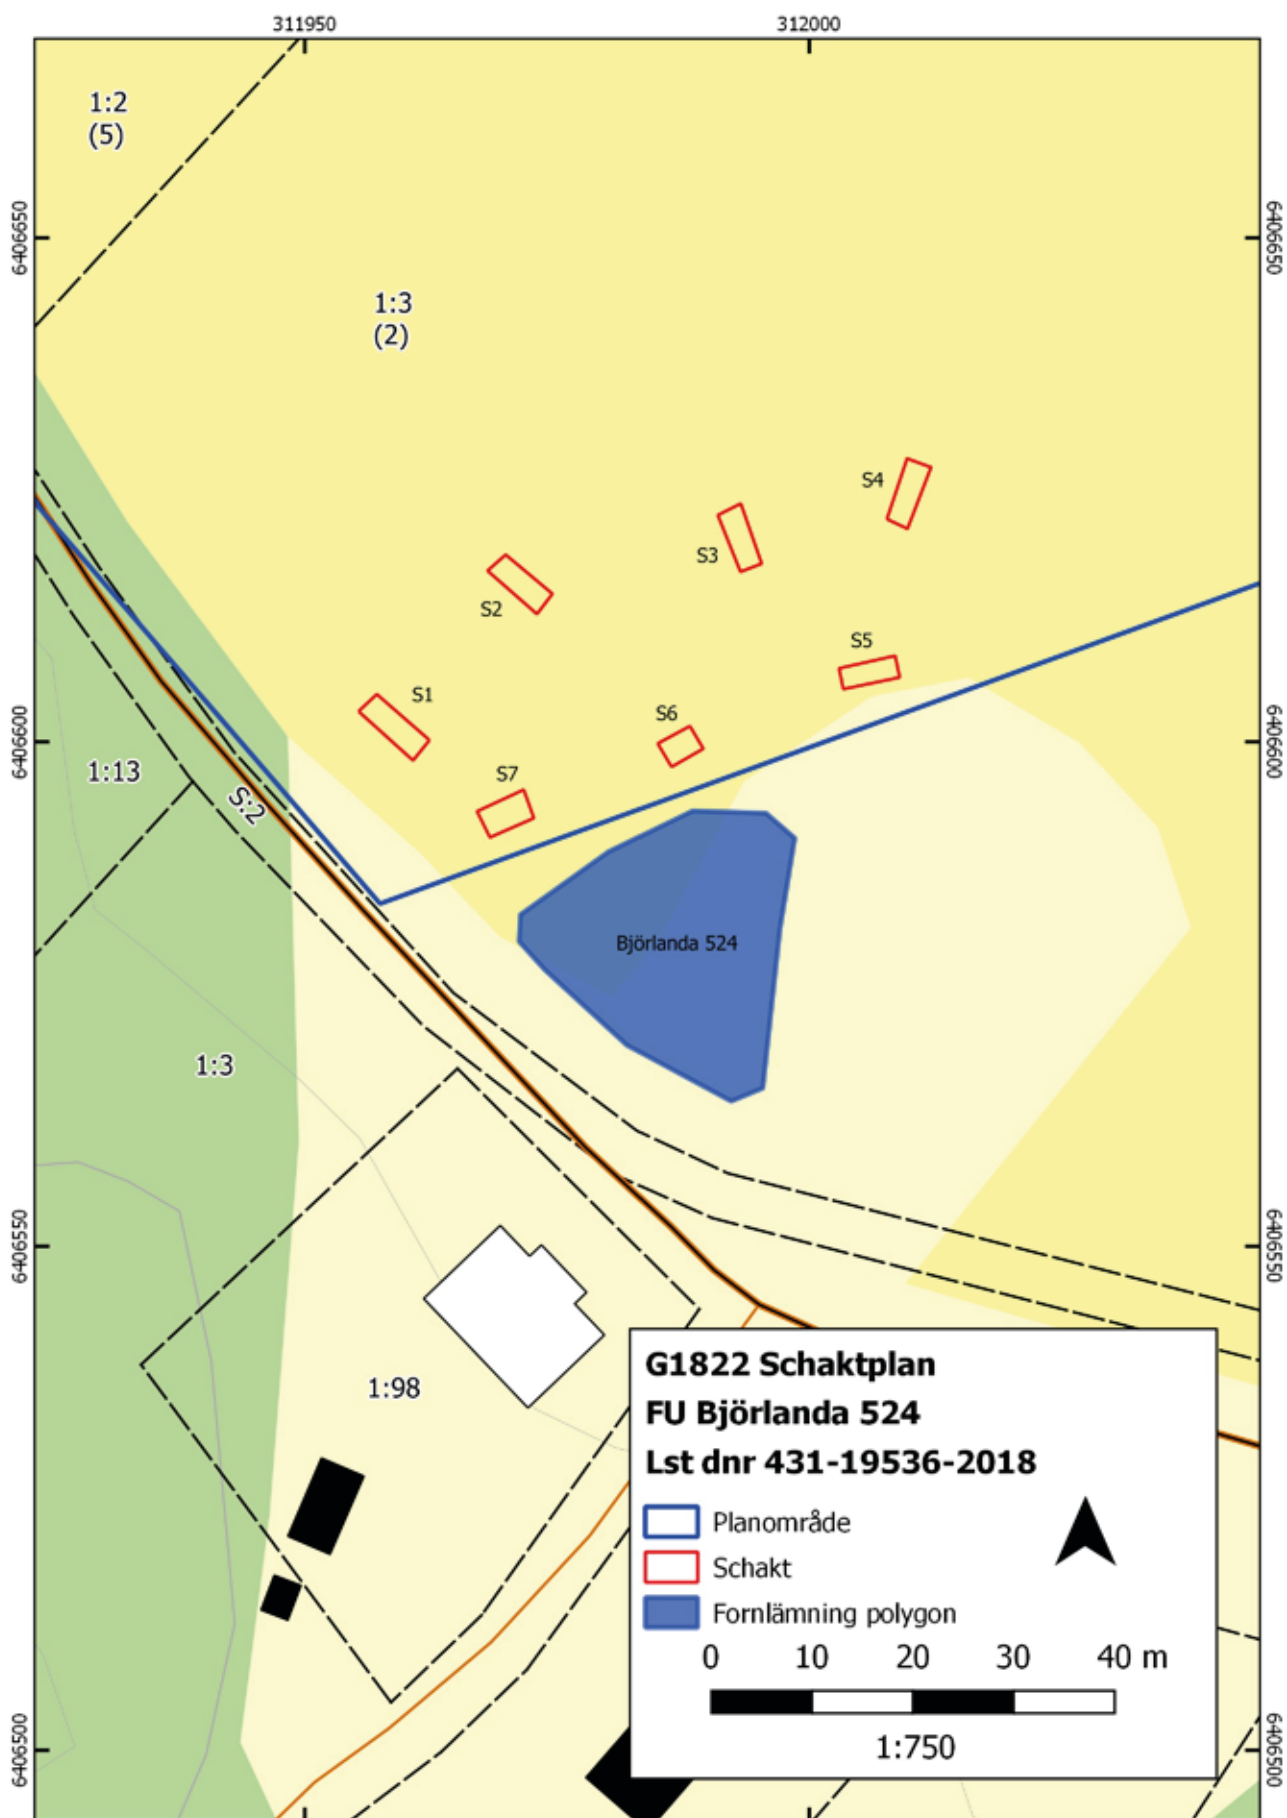 311950
312000
1:2
(5)
6406650
6406650
1:3
(2)
S4
S3
S2
S5
S1
S6
6406600
6406600
1:13
S:2
S7
Björlanda 524
1:3
6406550
6406550
1:98
G1822 Schaktplan
FU Björlanda 524
Lst dnr 431-19536-2018
Planområde
Schakt
Fornlämning polygon
0 10 20 30 40 m
1:750
6406500
6406500